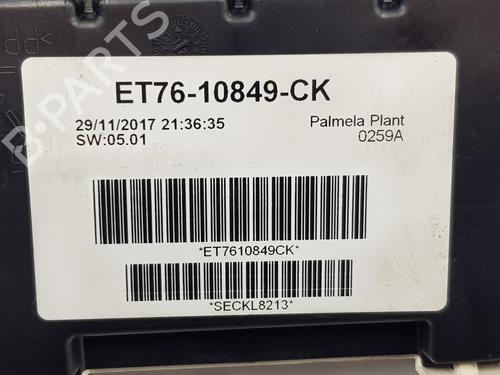 ET76-10849-CK
29/11/2017 21:36:35 Palmela Plant
SW:05.01 0259A
*ET7610849CK*
*SECKL8213*
B-PARTS